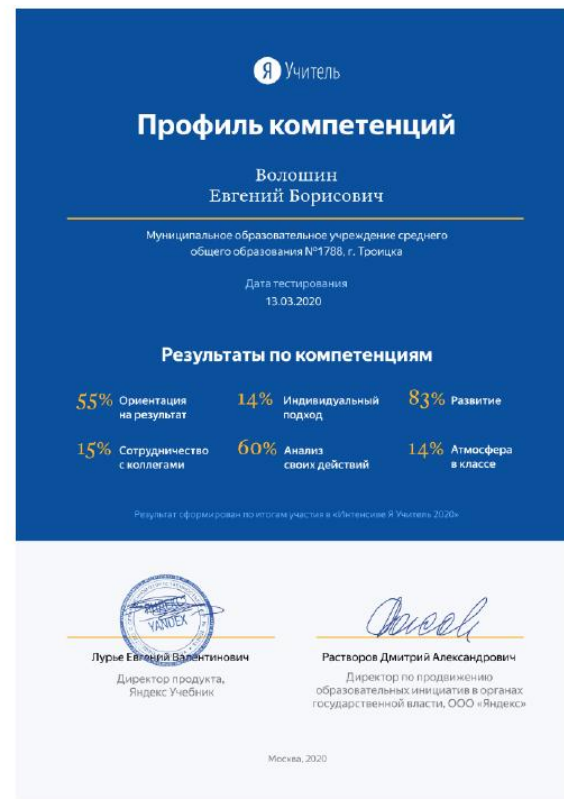 Я Учитель
Профиль компетенций
Волошин
Евгений Борисович
Муниципальное образовательное учреждение среднего
общего образования №1788, г. Троицка
Дата тестирования
13.03.2020
Результаты по компетенциям
55% Ориентация
на результат
14% Индивидуальный
подход
83% Развитие
15% Сотрудничество
с коллегами
60% Анализ
своих действий
14% Атмосфера
в классе
Результат сформирован по итогам участия в «Интенсиве Я Учитель 2020»
YANDEX
Лурье Евгений Валентинович
Директор продукта,
Яндекс Учебник
Растворов Дмитрий Александрович
Директор по продвижению
образовательных инициатив в органах
государственной власти, ООО «Яндекс»
Москва, 2020